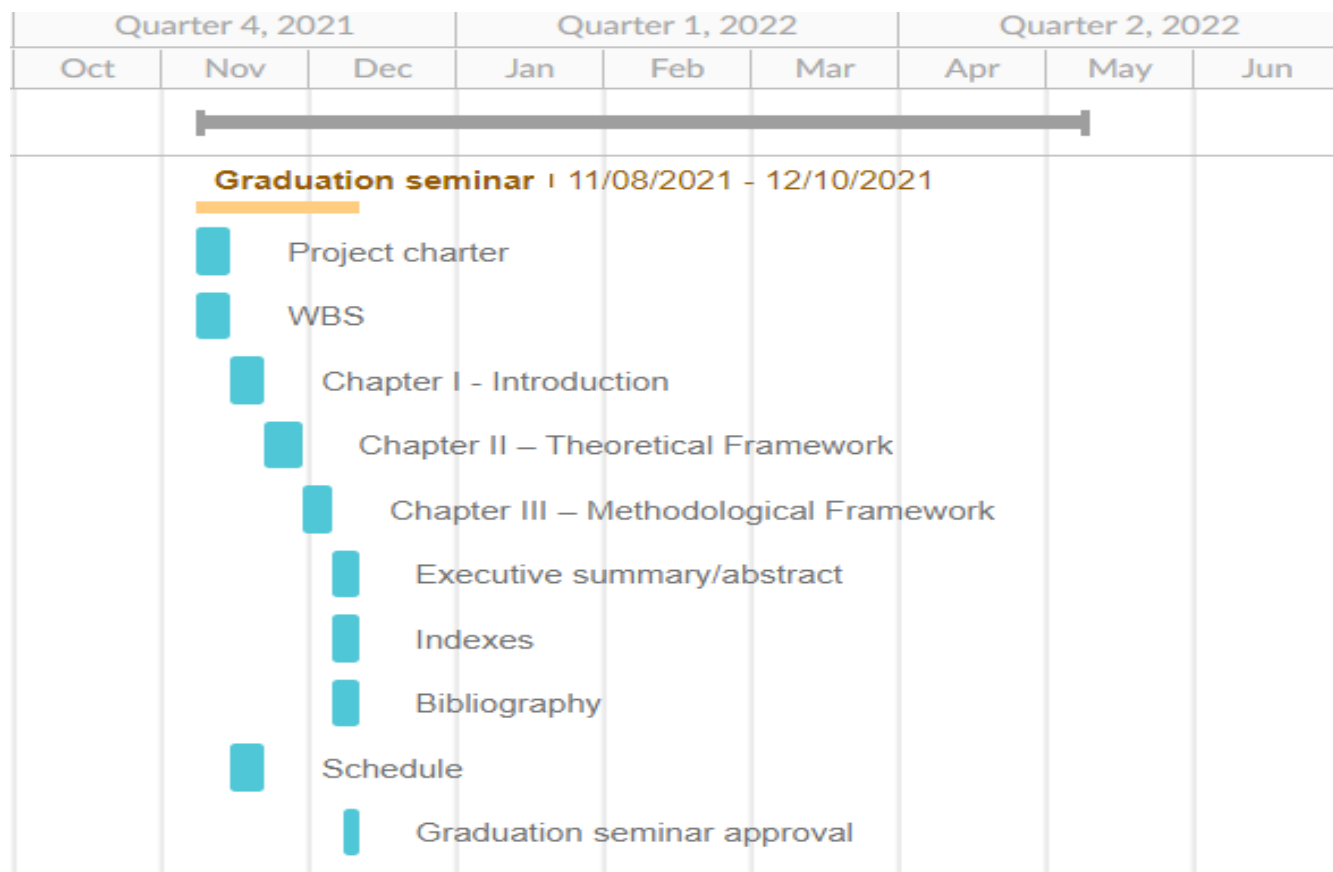 Quarter 4, 2021 Quarter 1, 2022 Quarter 2, 2022
Oct Nov Dec Jan Feb Mar Apr May Jun
Graduation seminar I 11/08/2021 - 12/10/2021
Project charter
WBS
Chapter I - Introduction
Chapter II – Theoretical Framework
Chapter III – Methodological Framework
Executive summary/abstract
Indexes
Bibliography
Schedule
Graduation seminar approval